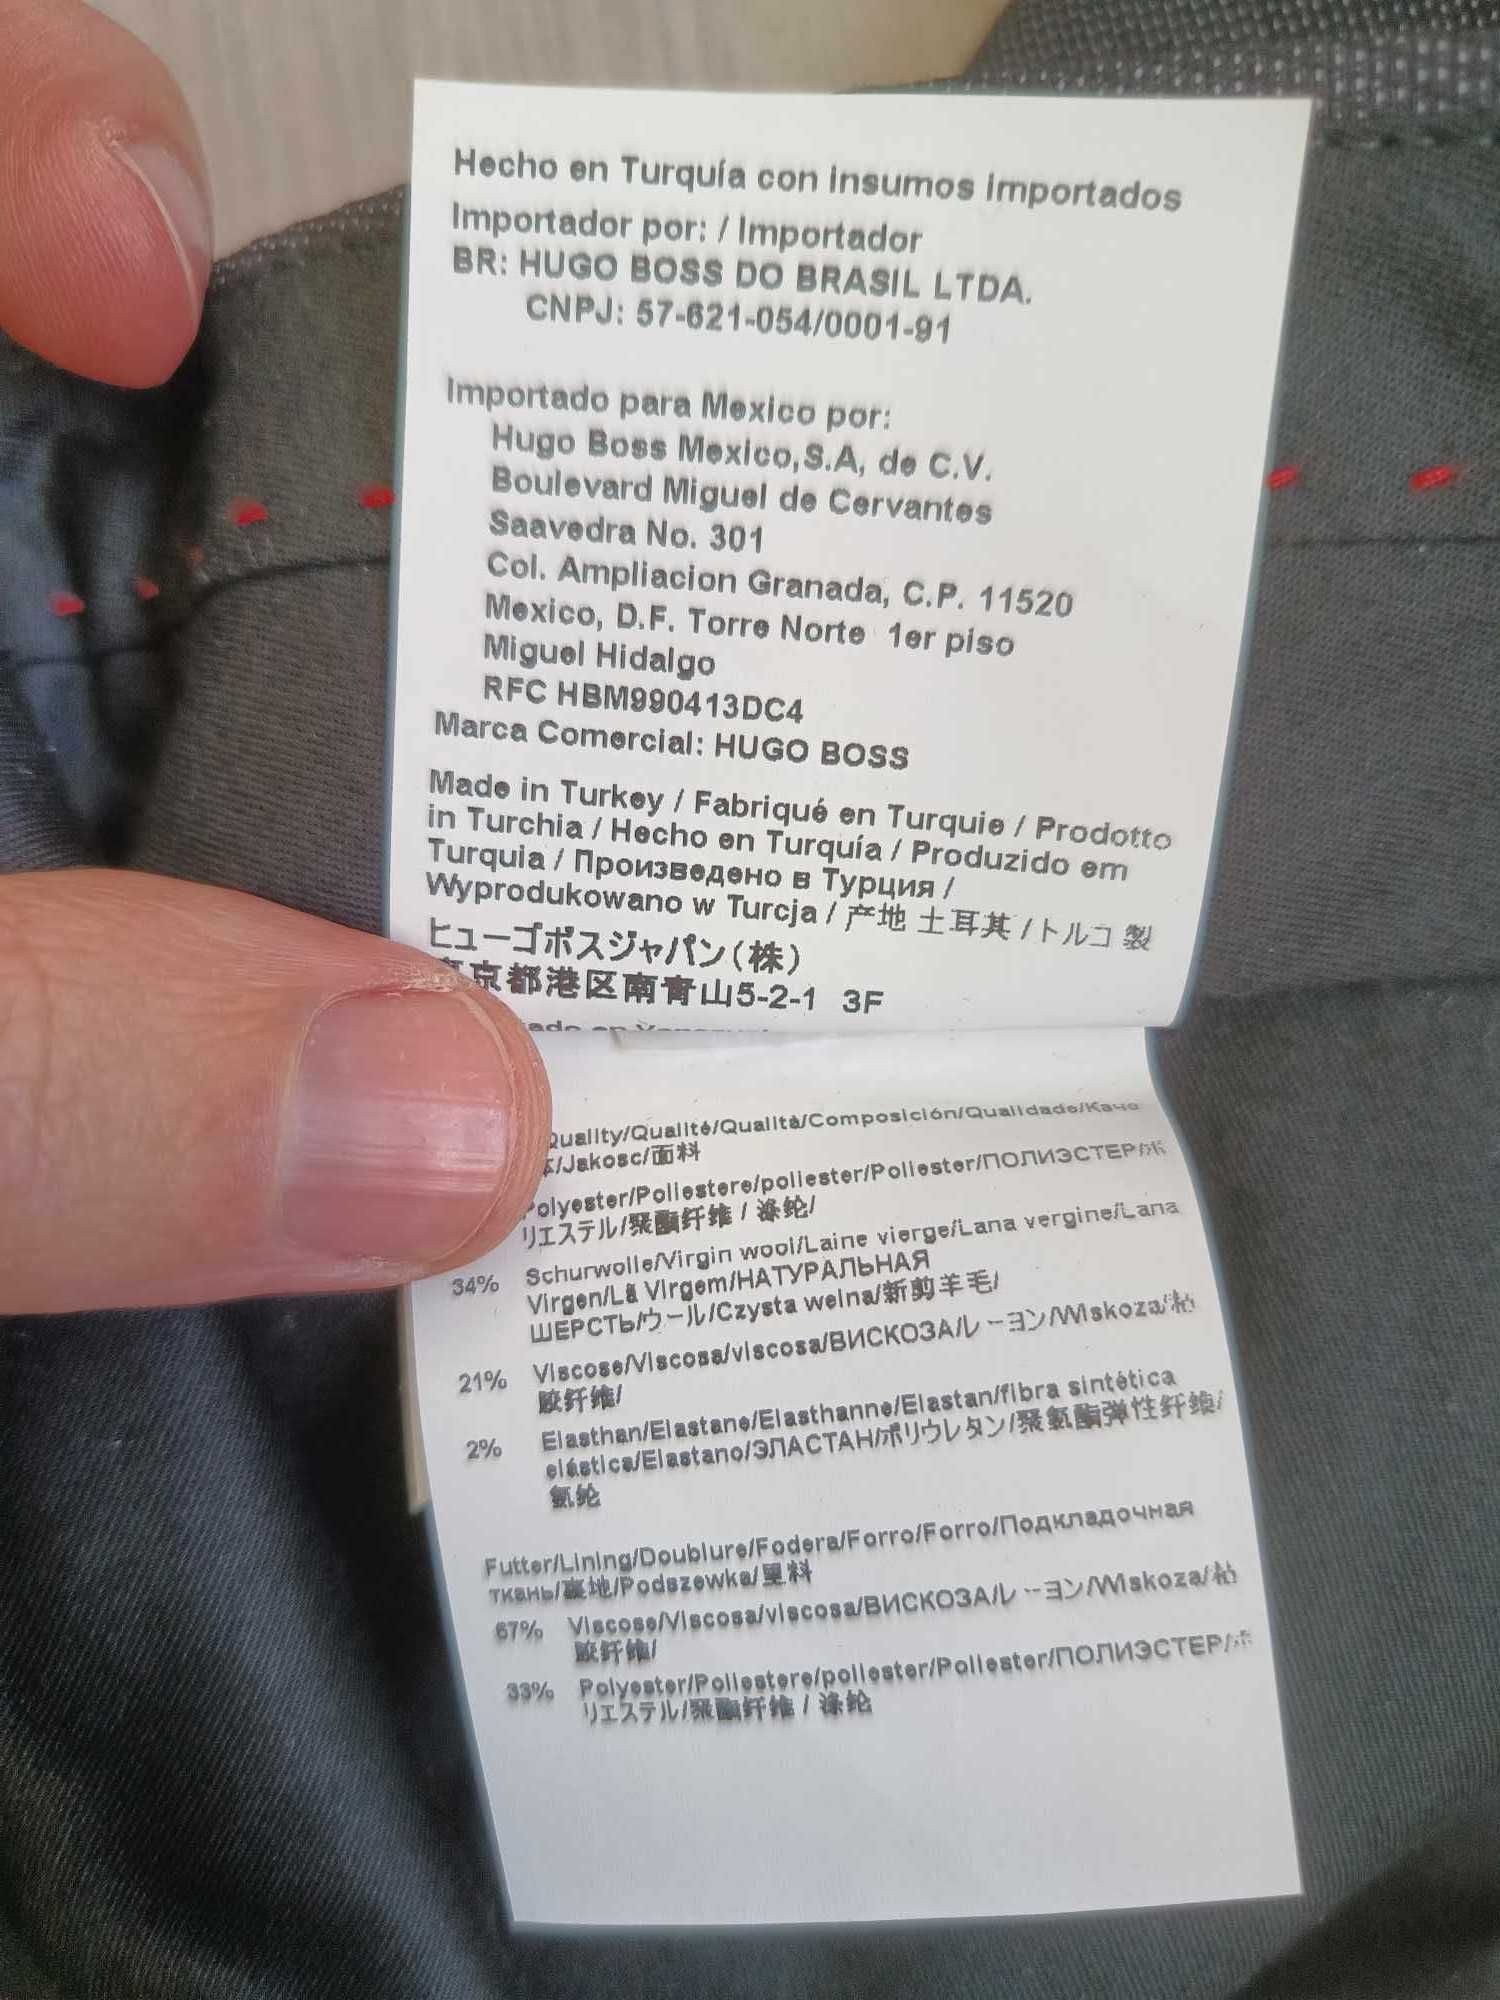 Hecho en Turquía con insumos importados
Importador por: / Importador
BR: HUGO BOSS DO BRASIL LTDA.
CNPJ: 57-621-054/0001-91
Importado para Mexico por:
Hugo Boss Mexico,S.A, de C.V.
Boulevard Miguel de Cervantes
Saavedra No. 301
Col. Ampliacion Granada, C.P. 11520
Mexico, D.F. Torre Norte 1er piso
Miguel Hidalgo
RFC HBM990413DC4
Marca Comercial: HUGO BOSS
Made in Turkey / Fabriqué en Turquie / Prodotto
in Turchia / Hecho en Turquía / Produzido em
Turquia / Произведено в Турция /
Wyprodukowano w Turcja / 产地 土耳其 / トルコ 製
ヒューゴボスジャパン(株)
京都港区南青山5-2-1 3F
Quality/Qualité/Qualità/Composición/Qualidade/Каче
/Jakosc/面料
Polyester/Poliestere/poliester/Poliester/ПОЛИЭСТЕР/ポ
リエステル/聚酯纤维 / 涤纶/
34% Schurwolle/Virgin wool/Laine vierge/Lana vergine/Lana
Virgen/Lã Virgem/НАТУРАЛЬНАЯ
ШЕРСТЬ/ウール/Czysta welna/新剪羊毛/
21% Viscose/Viscosa/viscosa/ВИСКОЗА/レーヨン/Wiskoza/粘
胶纤维/
2% Elasthan/Elastane/Elasthanne/Elastan/fibra sintética
elástica/Elastano/ЭЛАСТАН/ポリウレタン/聚氨酯弹性纤维/
氨纶
Futter/Lining/Doublure/Fodera/Forro/Forro/Подкладочная
ткань/裏地/Podszewka/里料
67% Viscose/Viscosa/viscosa/ВИСКОЗА/レーヨン/Wiskoza/粘
胶纤维/
33% Polyester/Poliestere/poliester/Poliester/ПОЛИЭСТЕР/ポ
リエステル/聚酯纤维 / 涤纶